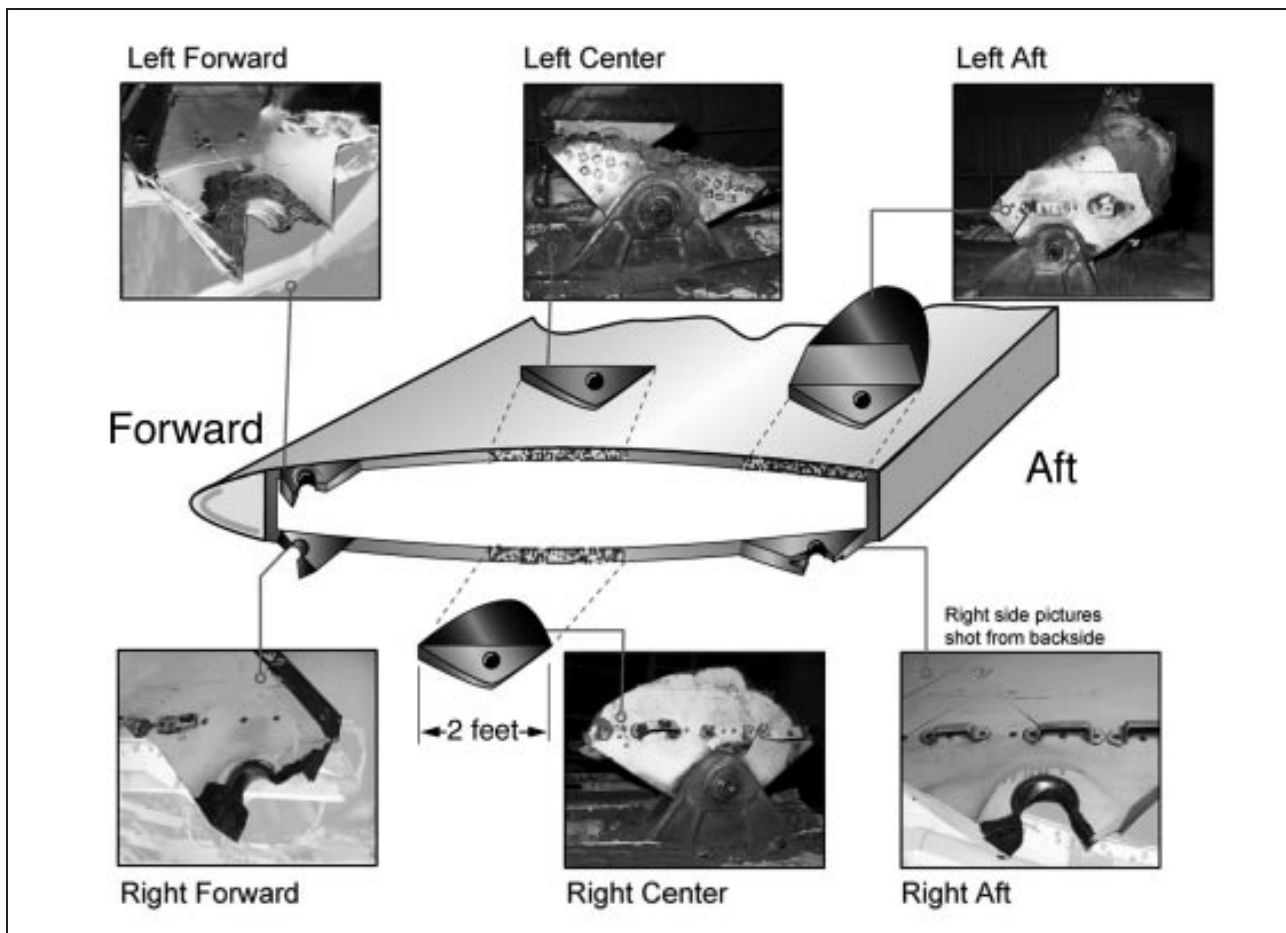 Left Forward
Left Center
Left Aft
Forward
Aft
Right side pictures
shot from backside
2 feet
Right Forward
Right Center
Right Aft